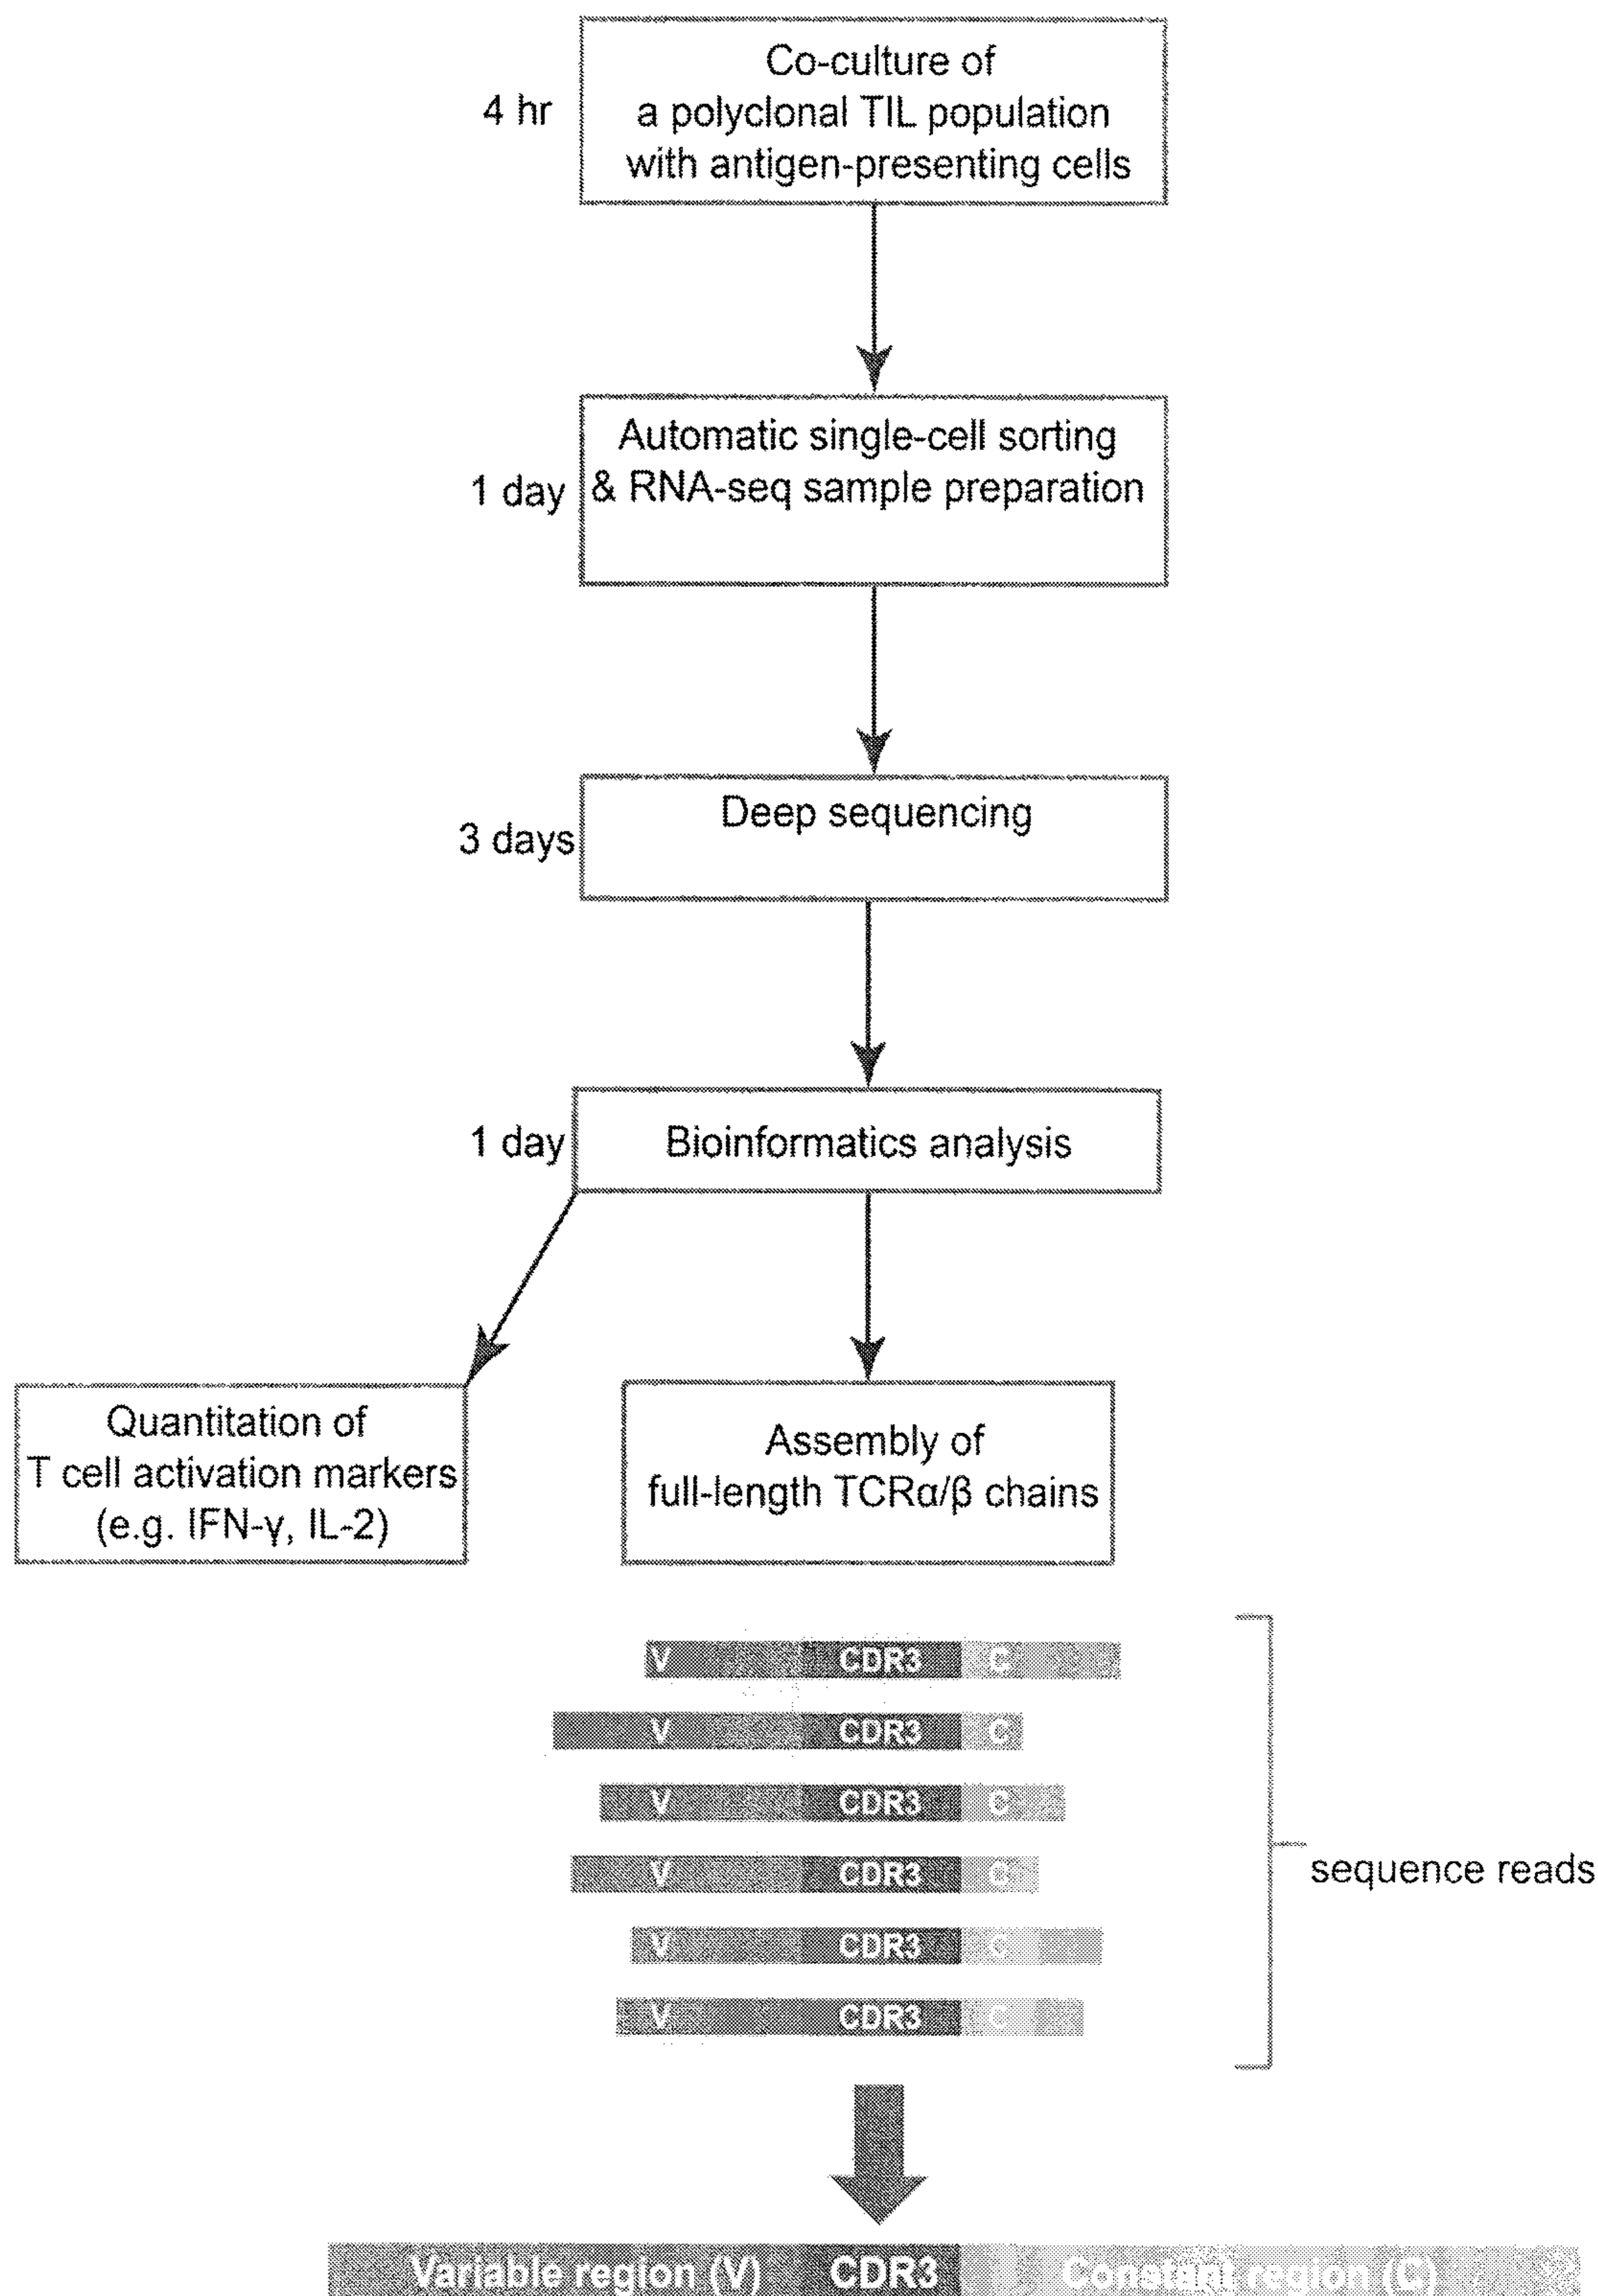 4 hr
Co-culture of
a polyclonal TIL population
with antigen-presenting cells
1 day
Automatic single-cell sorting
& RNA-seq sample preparation
3 days
Deep sequencing
1 day
Bioinformatics analysis
Quantitation of
T cell activation markers
(e.g. IFN-γ, IL-2)
Assembly of
full-length TCRα/β chains
V CDR3 C
V CDR3 C
V CDR3 C
V CDR3 C
V CDR3 C
V CDR3 C
sequence reads
Variable region (V) CDR3 Constant region (C)